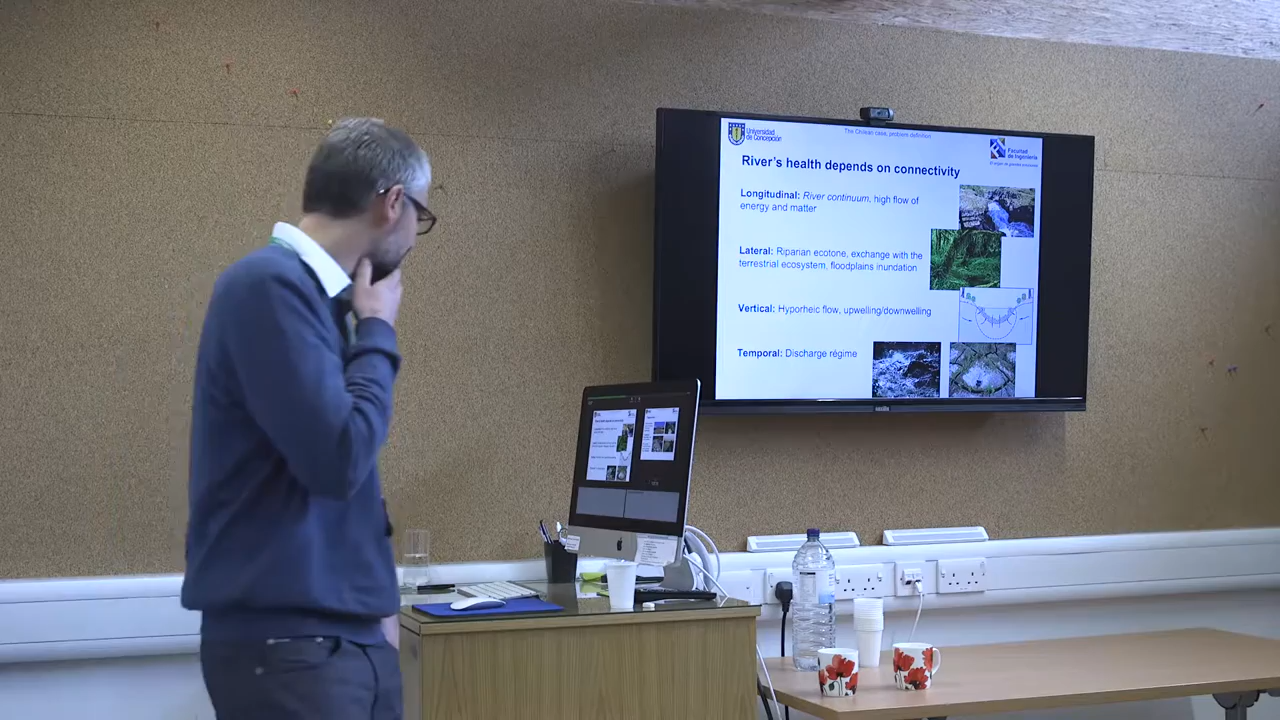 Universidad
de Concepción
The Chilean case, problem definition
Facultad
de Ingeniería
River's health depends on connectivity
Longitudinal: River continuum, high flow of
energy and matter
Lateral: Riparian ecotone, exchange with the
terrestrial ecosystem, floodplains inundation
Vertical: Hyporheic flow, upwelling/downwelling
Temporal: Discharge régime